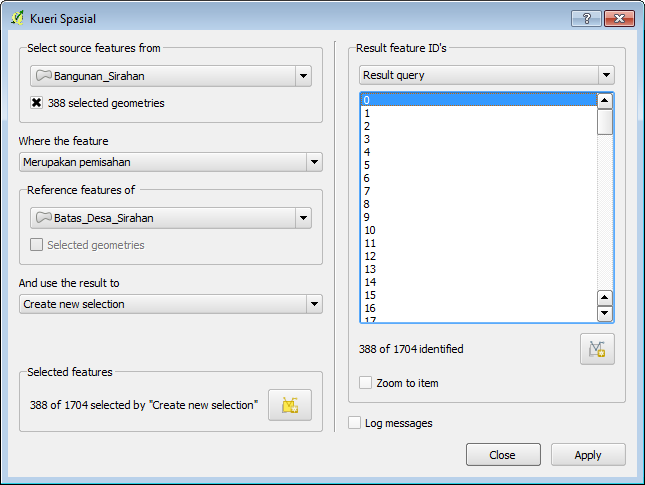 Kueri Spasial
Select source features from
Bangunan_Sirahan
388 selected geometries
Where the feature
Merupakan pemisahan
Reference features of
Batas_Desa_Sirahan
Selected geometries
And use the result to
Create new selection
Selected features
388 of 1704 selected by "Create new selection"
Result feature ID's
Result query
0
1
2
3
4
5
6
7
8
9
10
11
12
13
14
15
16
17
388 of 1704 identified
Zoom to item
Log messages
Close
Apply